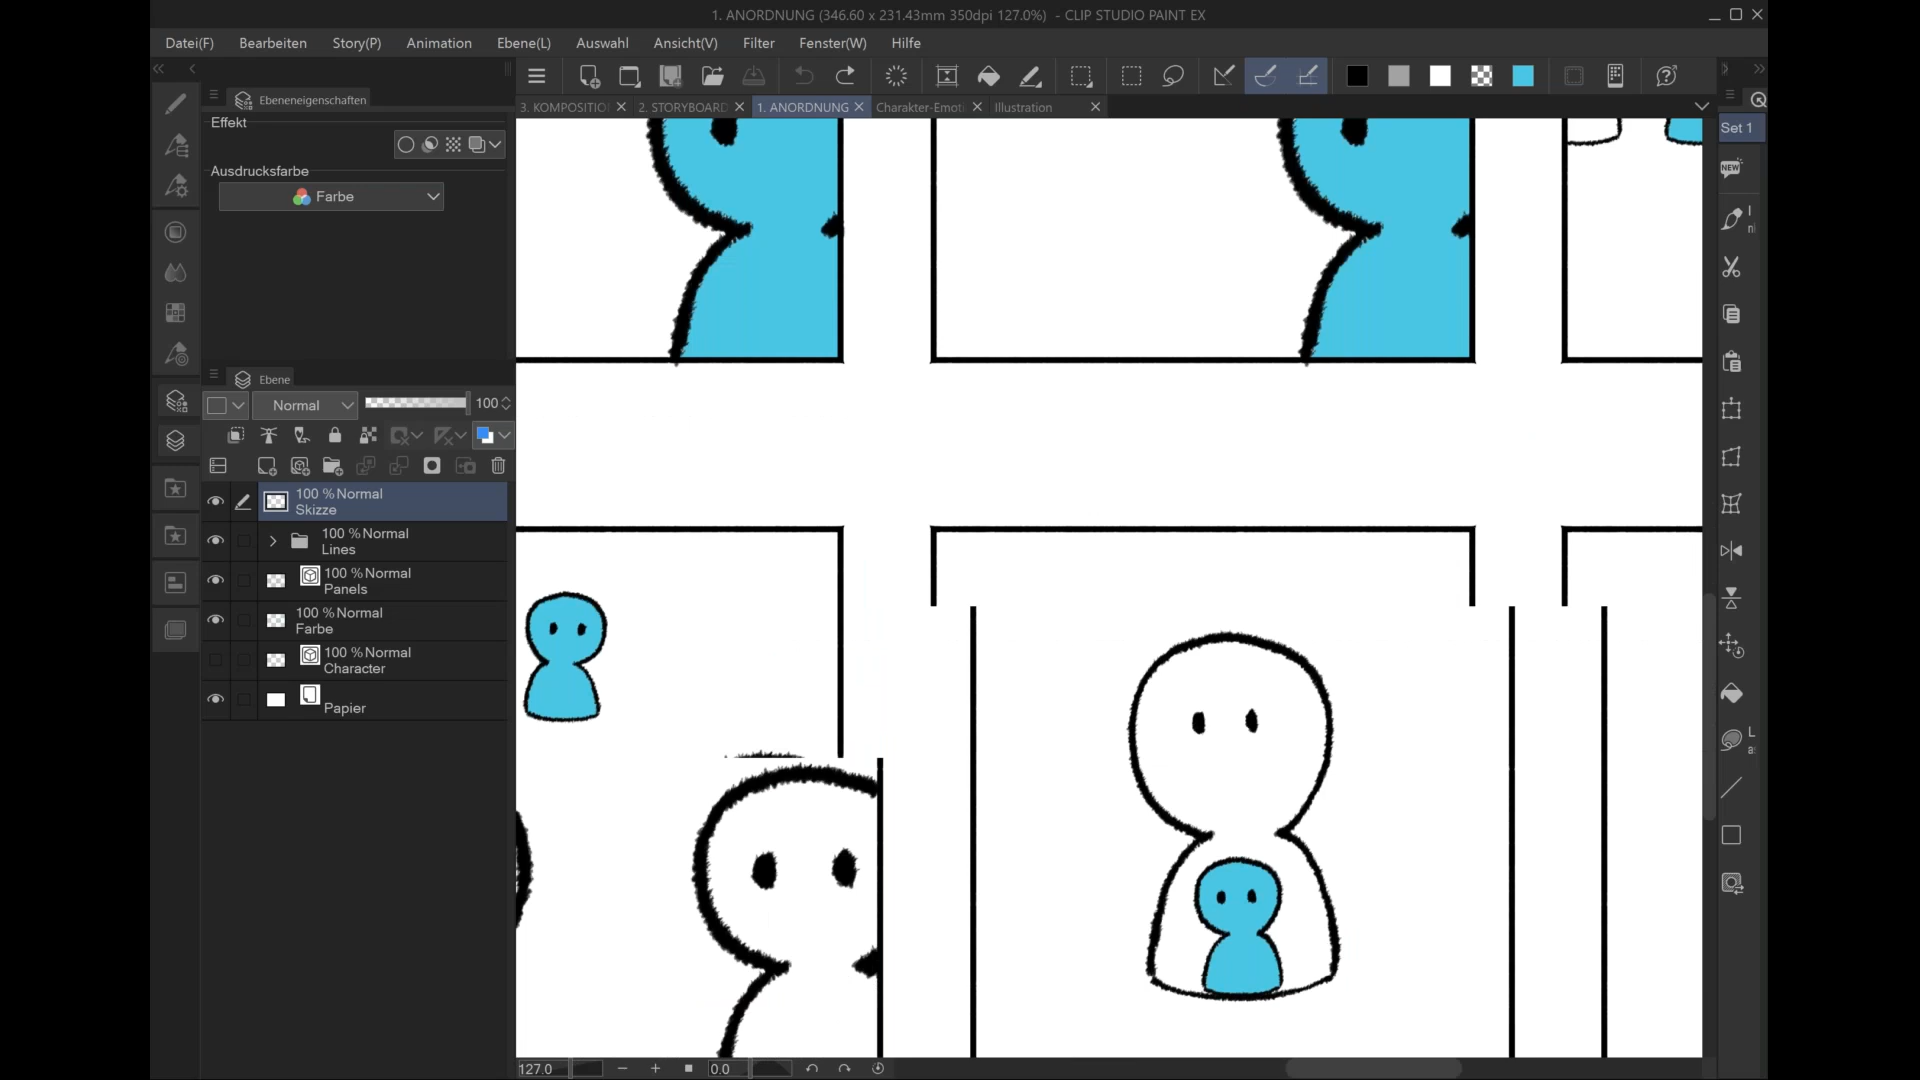 1. ANORDNUNG (346.60 x 231.43mm 350dpi 127.0%) - CLIP STUDIO PAINT EX
Datei(F) Bearbeiten Story(P) Animation Ebene(L) Auswahl Ansicht(V) Filter Fenster(W) Hilfe
Ebeneneigenschaften
3. KOMPOSITIO 2. STORYBOARD 1. ANORDNUNG Charakter-Emoti Illustration
Effekt
Set 1
Ausdrucksfarbe
NEW
Farbe
Ebene
Normal 100
100 %Normal
Skizze
100 %Normal
Lines
100 %Normal
Panels
100 %Normal
Farbe
100 %Normal
Character
Papier
127.0 0.0